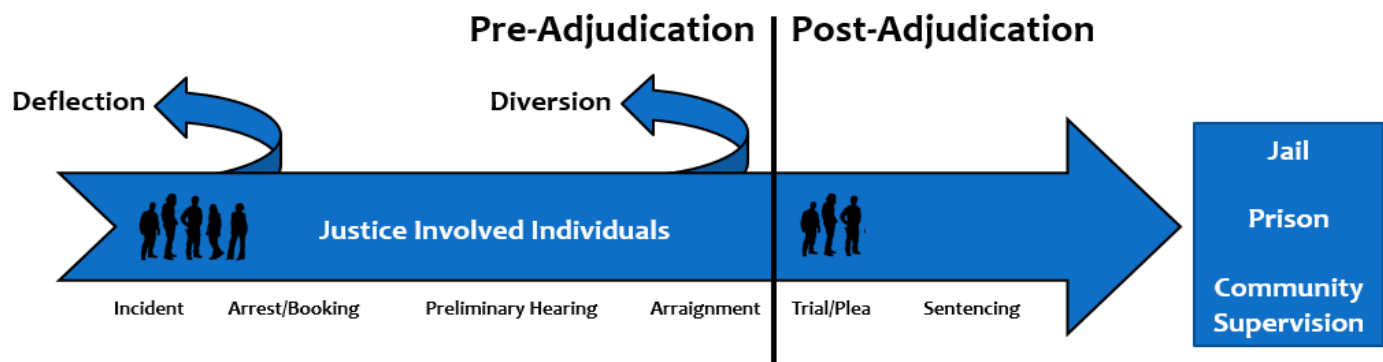 Pre-Adjudication
Post-Adjudication
Deflection
Diversion
Justice Involved Individuals
Incident
Arrest/Booking
Preliminary Hearing
Arraignment
Trial/Plea
Sentencing
Jail
Prison
Community
Supervision